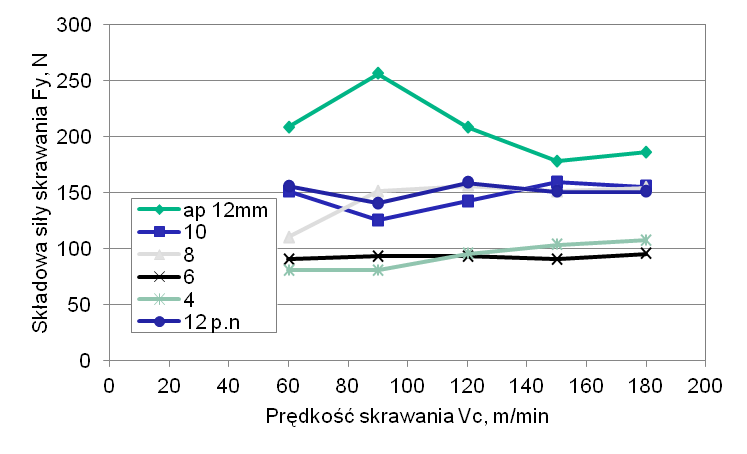 Składowa siły skrawania Fy, N
300
250
200
150
100
50
0
ap 12mm
10
8
6
4
12 p.n
0 20 40 60 80 100 120 140 160 180 200
Prędkość skrawania Vc, m/min